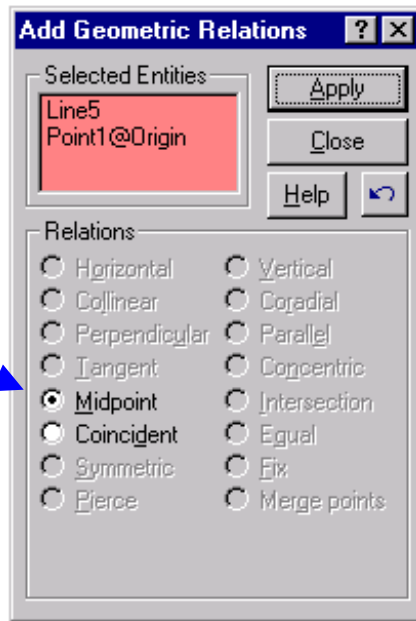 Add Geometric Relations
Selected Entities
Line5
Point1@Origin
Apply
Close
Help
Relations
Horizontal
Vertical
Collinear
Coradial
Perpendicular
Parallel
Tangent
Concentric
Midpoint
Intersection
Coincident
Equal
Symmetric
Fix
Pierce
Merge points